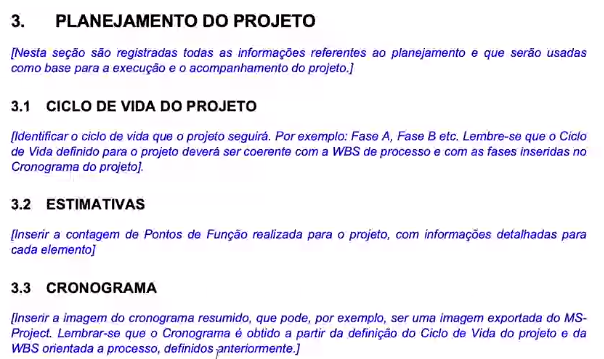 3. PLANEJAMENTO DO PROJETO
[Nesta seção são registradas todas as informações referentes ao planejamento e que serão usadas
como base para a execução e o acompanhamento do projeto.]
3.1 CICLO DE VIDA DO PROJETO
[Identificar o ciclo de vida que o projeto seguirá. Por exemplo: Fase A, Fase B etc. Lembre-se que o Ciclo
de Vida definido para o projeto deverá ser coerente com a WBS de processo e com as fases inseridas no
Cronograma do projeto].
3.2 ESTIMATIVAS
[Inserir a contagem de Pontos de Função realizada para o projeto, com informações detalhadas para
cada elemento]
3.3 CRONOGRAMA
[Inserir a imagem do cronograma resumido, que pode, por exemplo, ser uma imagem exportada do MS-
Project. Lembrar-se que o Cronograma é obtido a partir da definição do Ciclo de Vida do projeto e da
WBS orientada a processo, definidos anteriormente.]